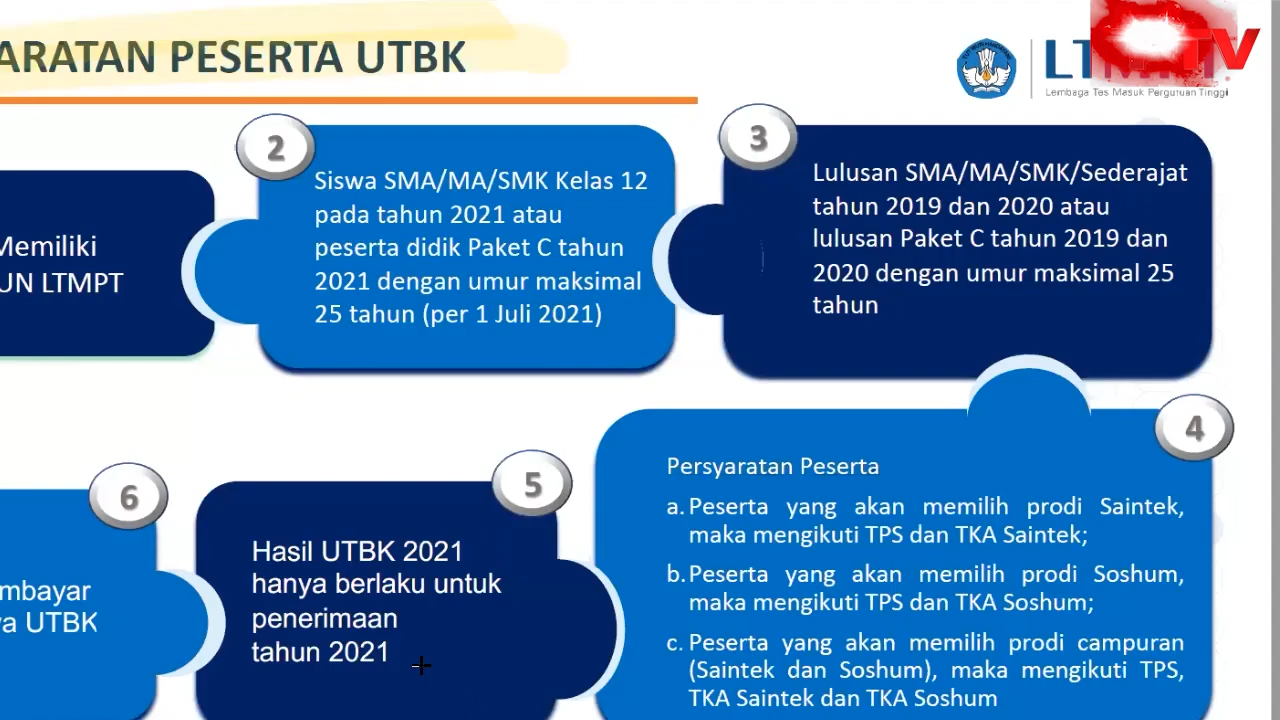 ARATAN PESERTA UTBK
LTMPT
TV
Lembaga Tes Masuk Perguruan Tinggi
Memiliki
UN LTMPT
2
Siswa SMA/MA/SMK Kelas 12
pada tahun 2021 atau
peserta didik Paket C tahun
2021 dengan umur maksimal
25 tahun (per 1 Juli 2021)
3
Lulusan SMA/MA/SMK/Sederajat
tahun 2019 dan 2020 atau
lulusan Paket C tahun 2019 dan
2020 dengan umur maksimal 25
tahun
4
Persyaratan Peserta
a. Peserta yang akan memilih prodi Saintek,
maka mengikuti TPS dan TKA Saintek;
b. Peserta yang akan memilih prodi Soshum,
maka mengikuti TPS dan TKA Soshum;
c. Peserta yang akan memilih prodi campuran
(Saintek dan Soshum), maka mengikuti TPS,
TKA Saintek dan TKA Soshum
5
Hasil UTBK 2021
hanya berlaku untuk
penerimaan
tahun 2021
6
mbayar
ya UTBK